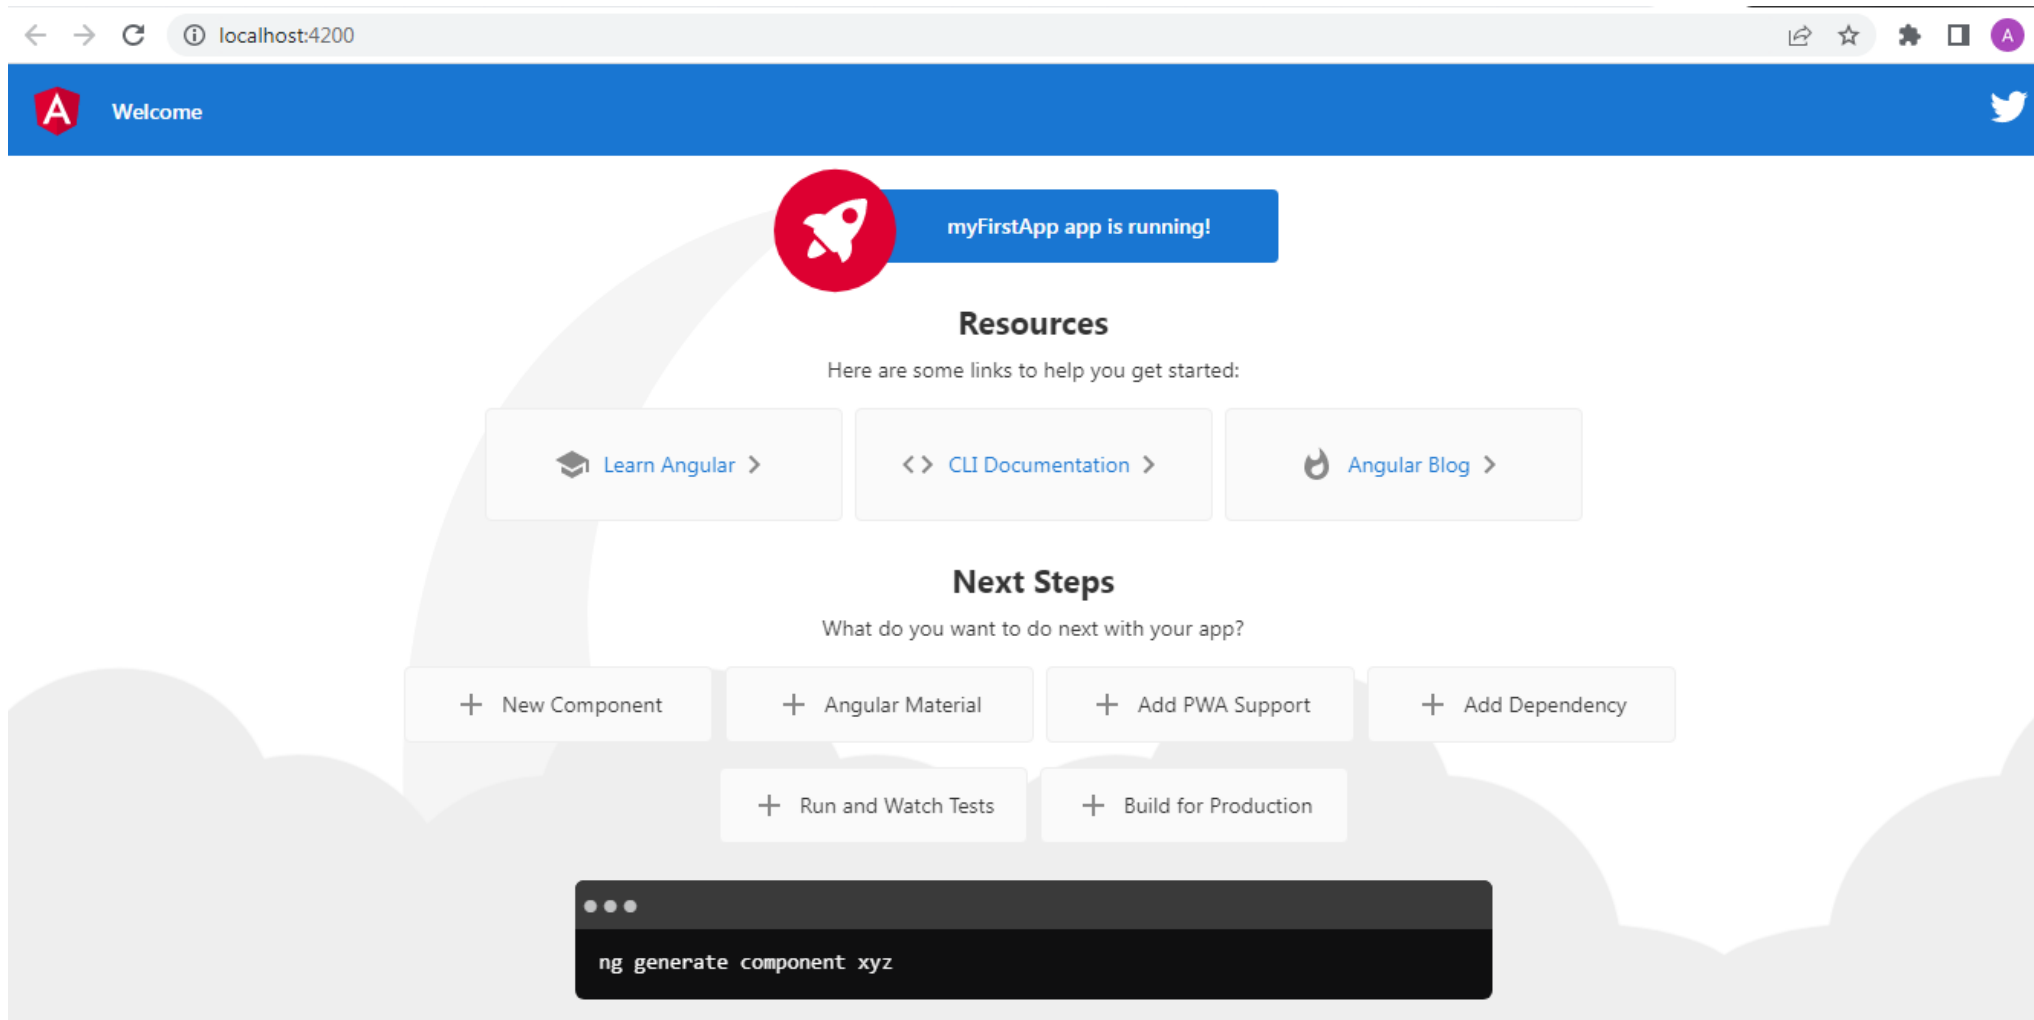 localhost:4200
A
A
Welcome
myFirstApp app is running!
Resources
Here are some links to help you get started:
Learn Angular
CLI Documentation
Angular Blog
Next Steps
What do you want to do next with your app?
New Component
Angular Material
Add PWA Support
Add Dependency
Run and Watch Tests
Build for Production
ng generate component xyz